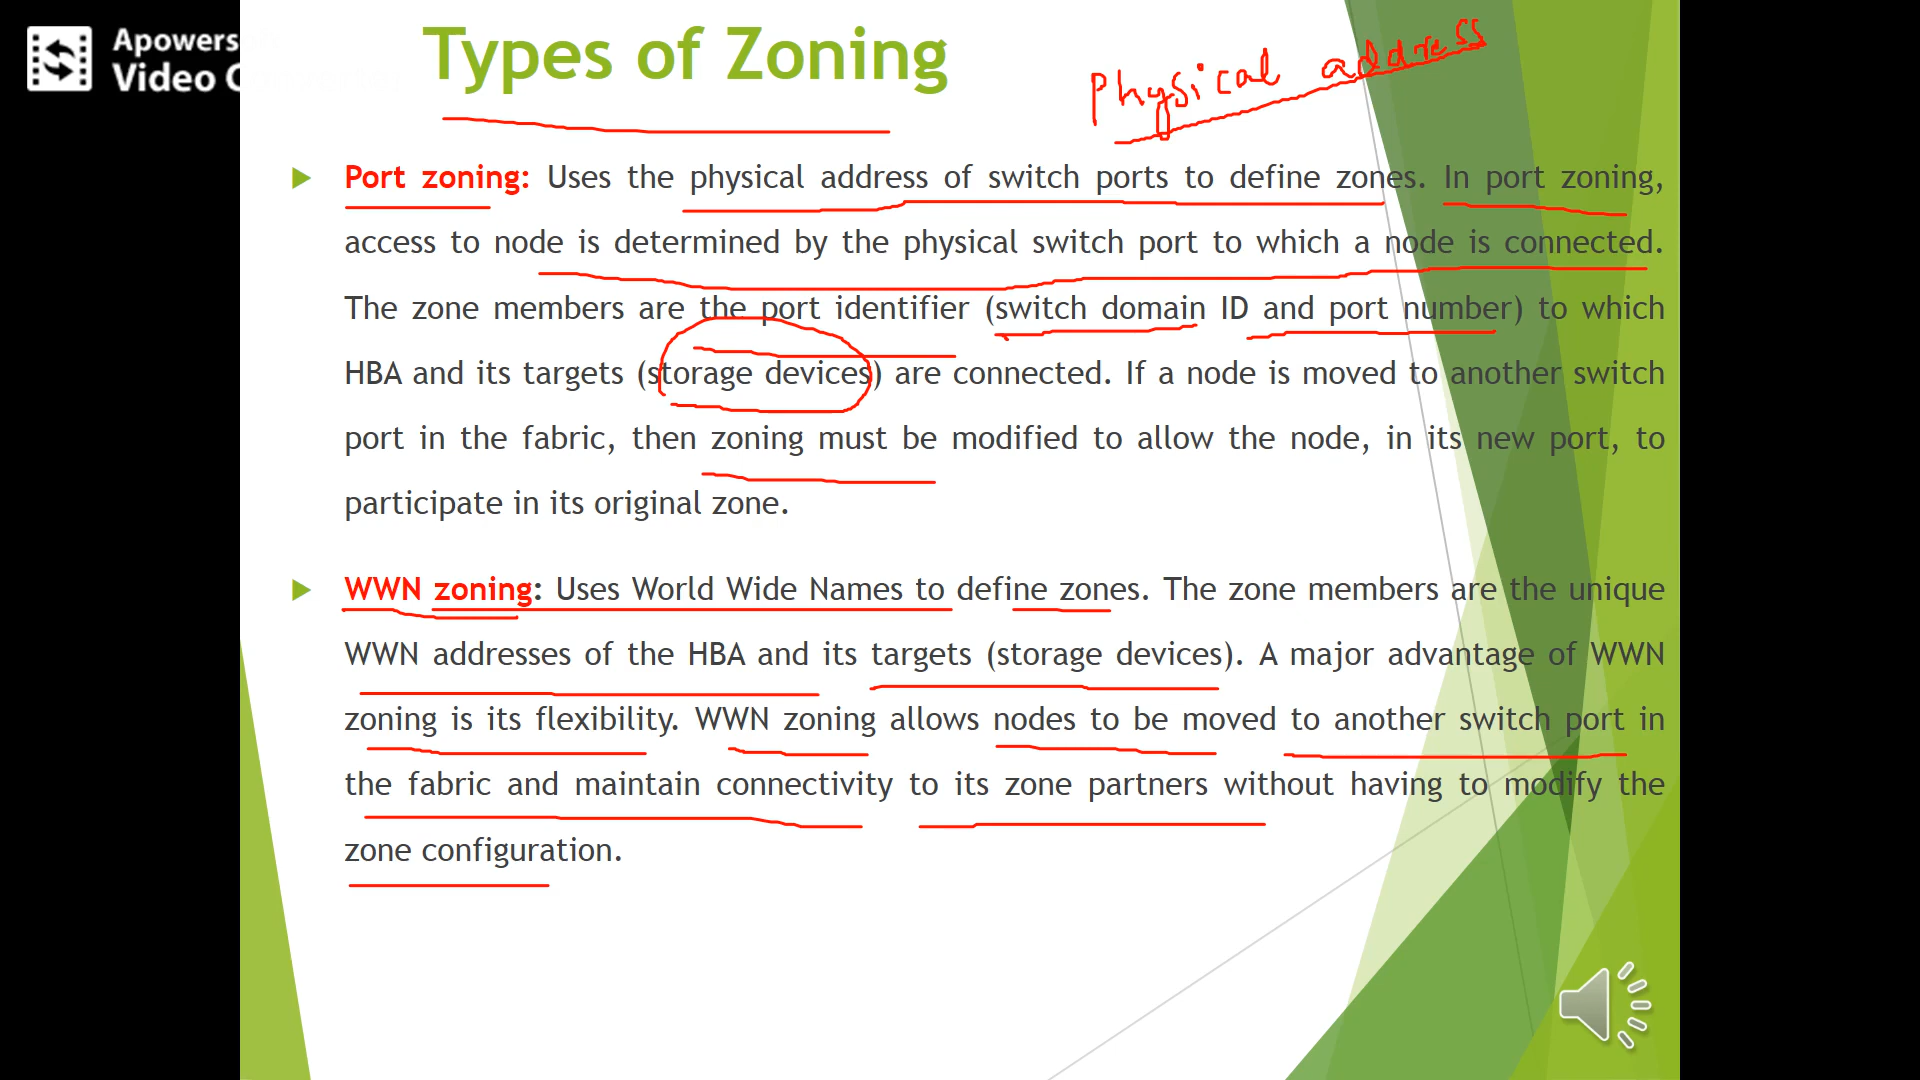 Apowers
Video C
Types of Zoning
Physical address
Port zoning: Uses the physical address of switch ports to define zones. In port zoning,
access to node is determined by the physical switch port to which a node is connected.
The zone members are the port identifier (switch domain ID and port number) to which
HBA and its targets (storage devices) are connected. If a node is moved to another switch
port in the fabric, then zoning must be modified to allow the node, in its new port, to
participate in its original zone.
WWN zoning: Uses World Wide Names to define zones. The zone members are the unique
WWN addresses of the HBA and its targets (storage devices). A major advantage of WWN
zoning is its flexibility. WWN zoning allows nodes to be moved to another switch port in
the fabric and maintain connectivity to its zone partners without having to modify the
zone configuration.